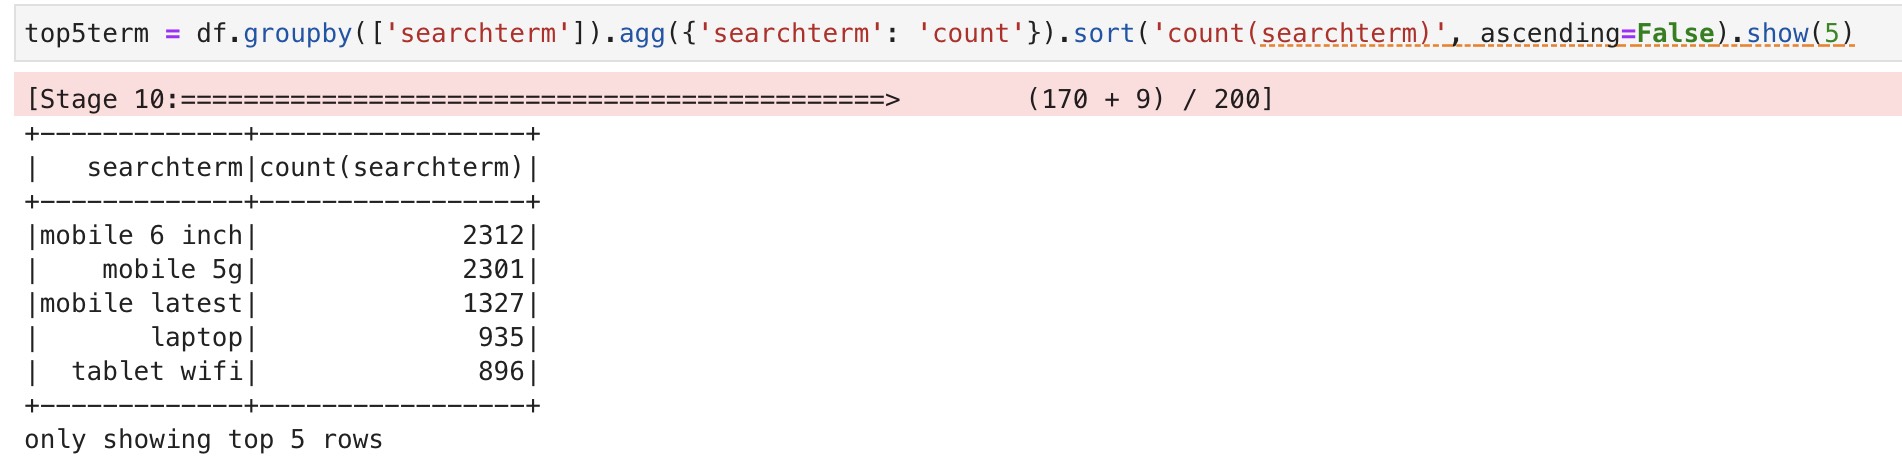 top5term = df.groupby(['searchterm']).agg({'searchterm': 'count'}).sort('count(searchterm)', ascending=False).show(5)
[Stage 10:=============================================>        (170 + 9) / 200]
+-------------+-----------------+
|   searchterm|count(searchterm)|
+-------------+-----------------+
|mobile 6 inch|             2312|
|    mobile 5g|             2301|
|mobile latest|             1327|
|       laptop|              935|
|  tablet wifi|              896|
+-------------+-----------------+
only showing top 5 rows